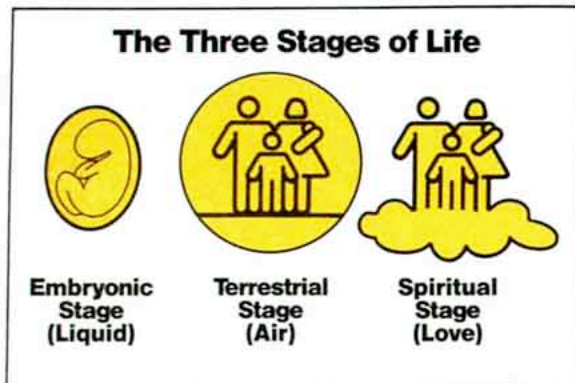 The Three Stages of Life
Embryonic
Stage
(Liquid)
Terrestrial
Stage
(Air)
Spiritual
Stage
(Love)